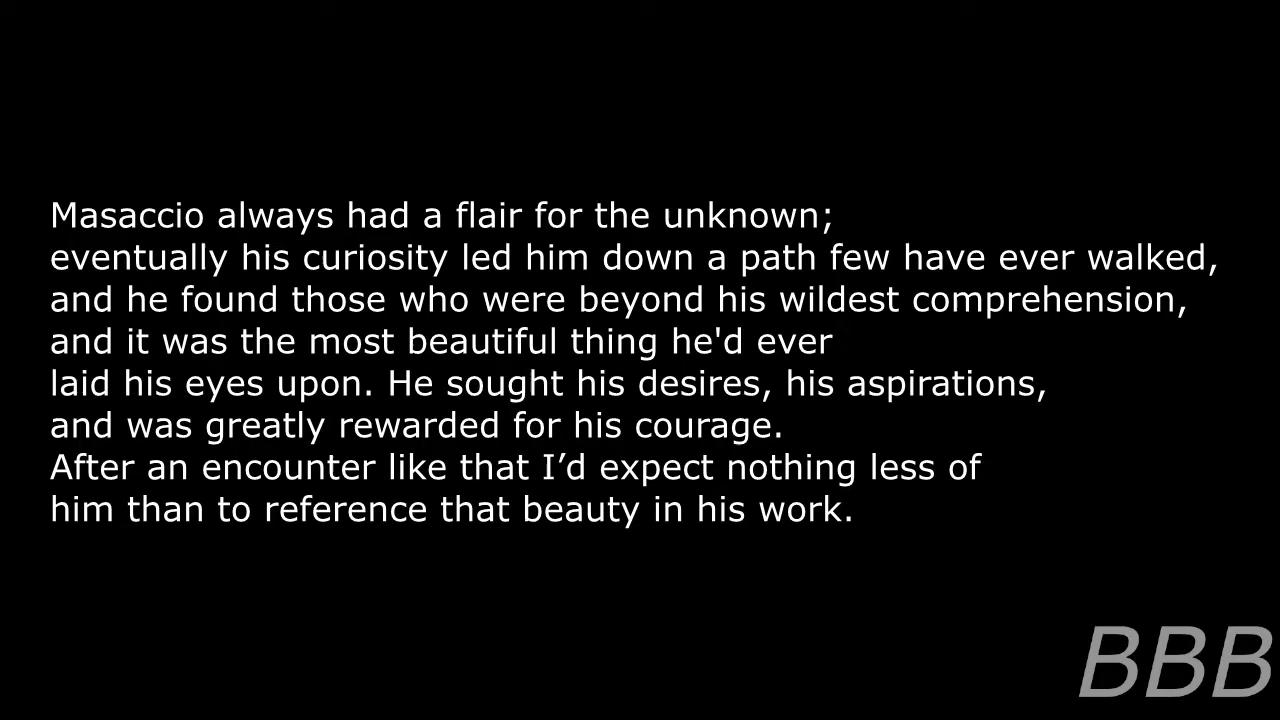 Masaccio always had a flair for the unknown;
eventually his curiosity led him down a path few have ever walked,
and he found those who were beyond his wildest comprehension,
and it was the most beautiful thing he'd ever
laid his eyes upon. He sought his desires, his aspirations,
and was greatly rewarded for his courage.
After an encounter like that I’d expect nothing less of
him than to reference that beauty in his work.
BBB